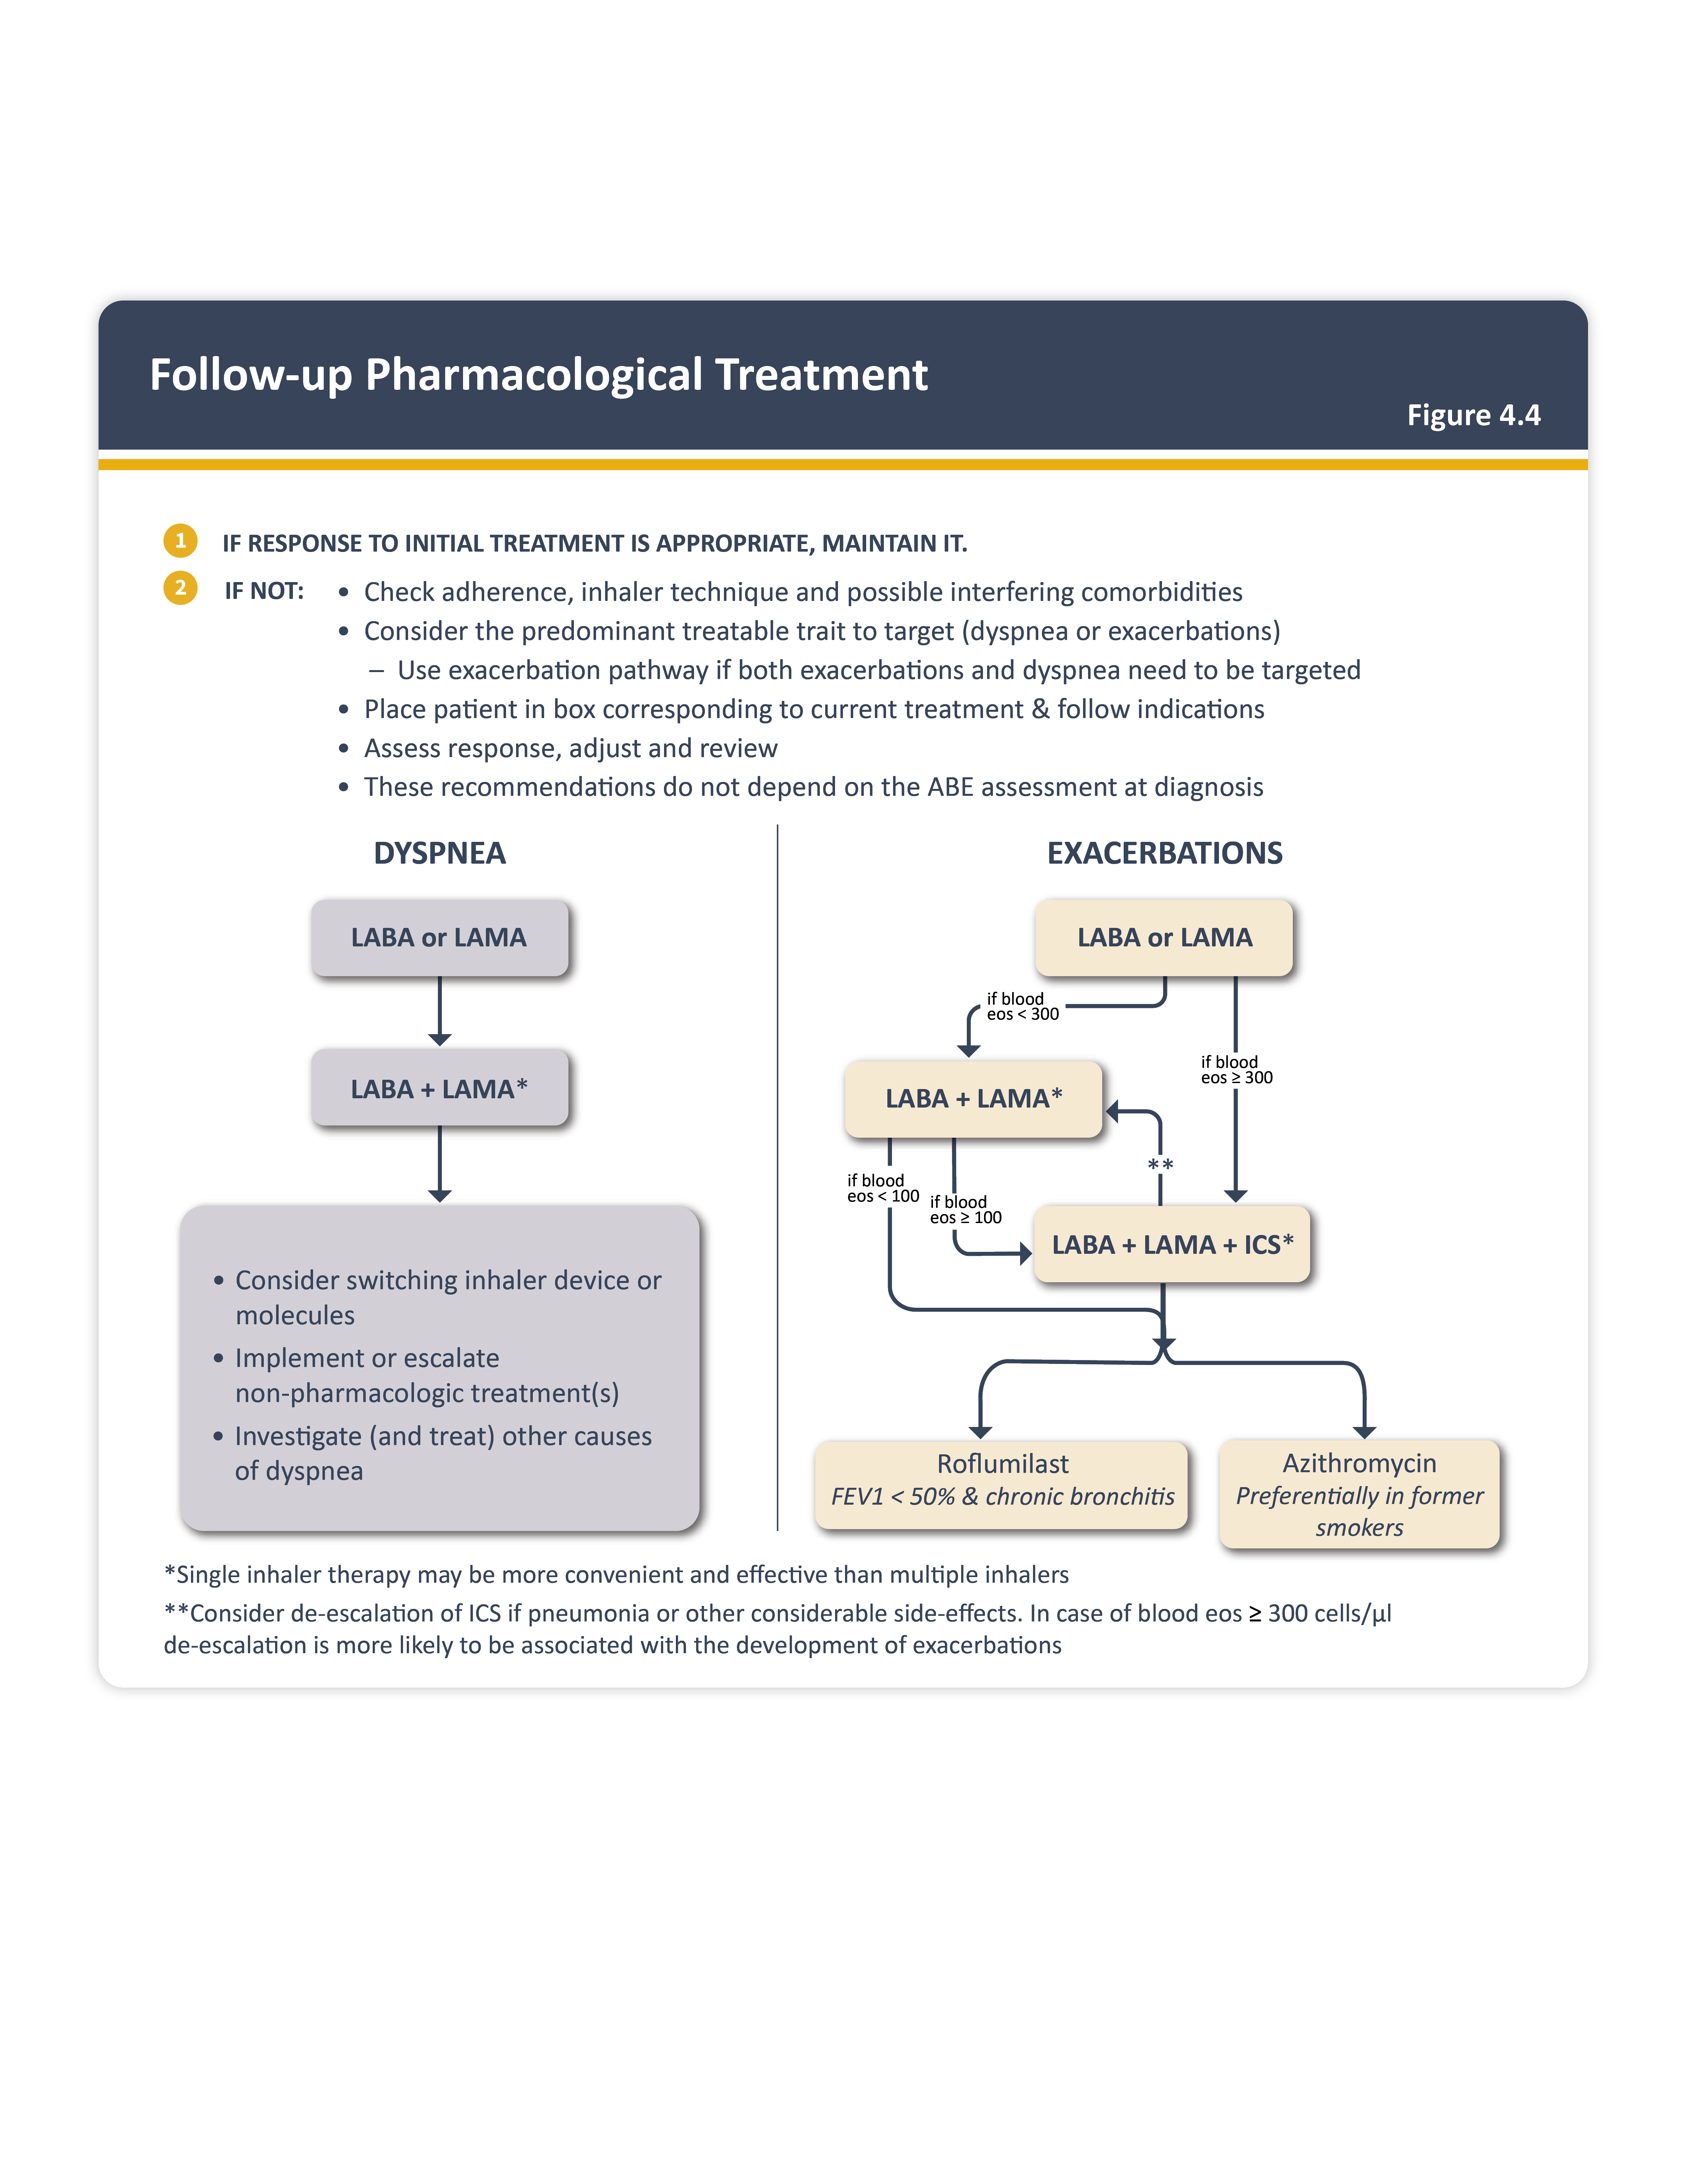 Follow-up Pharmacological Treatment
Figure 4.4
1 IF RESPONSE TO INITIAL TREATMENT IS APPROPRIATE, MAINTAIN IT.
2 IF NOT: • Check adherence, inhaler technique and possible interfering comorbidities
• Consider the predominant treatable trait to target (dyspnea or exacerbations)
– Use exacerbation pathway if both exacerbations and dyspnea need to be targeted
• Place patient in box corresponding to current treatment & follow indications
• Assess response, adjust and review
• These recommendations do not depend on the ABE assessment at diagnosis
DYSPNEA
LABA or LAMA
LABA + LAMA*
• Consider switching inhaler device or
molecules
• Implement or escalate
non-pharmacologic treatment(s)
• Investigate (and treat) other causes
of dyspnea
EXACERBATIONS
LABA or LAMA
if blood
eos < 300
if blood
eos ≥ 300
LABA + LAMA*
**
if blood
eos < 100
if blood
eos ≥ 100
LABA + LAMA + ICS*
Roflumilast
FEV1 < 50% & chronic bronchitis
Azithromycin
Preferentially in former
smokers
*Single inhaler therapy may be more convenient and effective than multiple inhalers
**Consider de-escalation of ICS if pneumonia or other considerable side-effects. In case of blood eos ≥ 300 cells/µl
de-escalation is more likely to be associated with the development of exacerbations